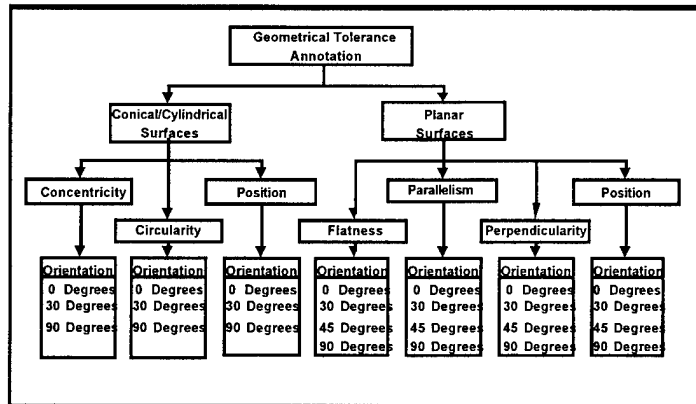 Geometrical Tolerance
Annotation
Conical/Cylindrical
Surfaces
Planar
Surfaces
Concentricity
Position
Parallelism
Position
Circularity
Flatness
Perpendicularity
Orientation
0 Degrees
30 Degrees
90 Degrees
Orientation
0 Degrees
30 Degrees
90 Degrees
Orientation
0 Degrees
30 Degrees
90 Degrees
Orientation
0 Degrees
30 Degrees
45 Degrees
90 Degrees
Orientation
0 Degrees
30 Degrees
45 Degrees
90 Degrees
Orientation
0 Degrees
30 Degrees
45 Degrees
90 Degrees
Orientation
0 Degrees
30 Degrees
45 Degrees
90 Degrees